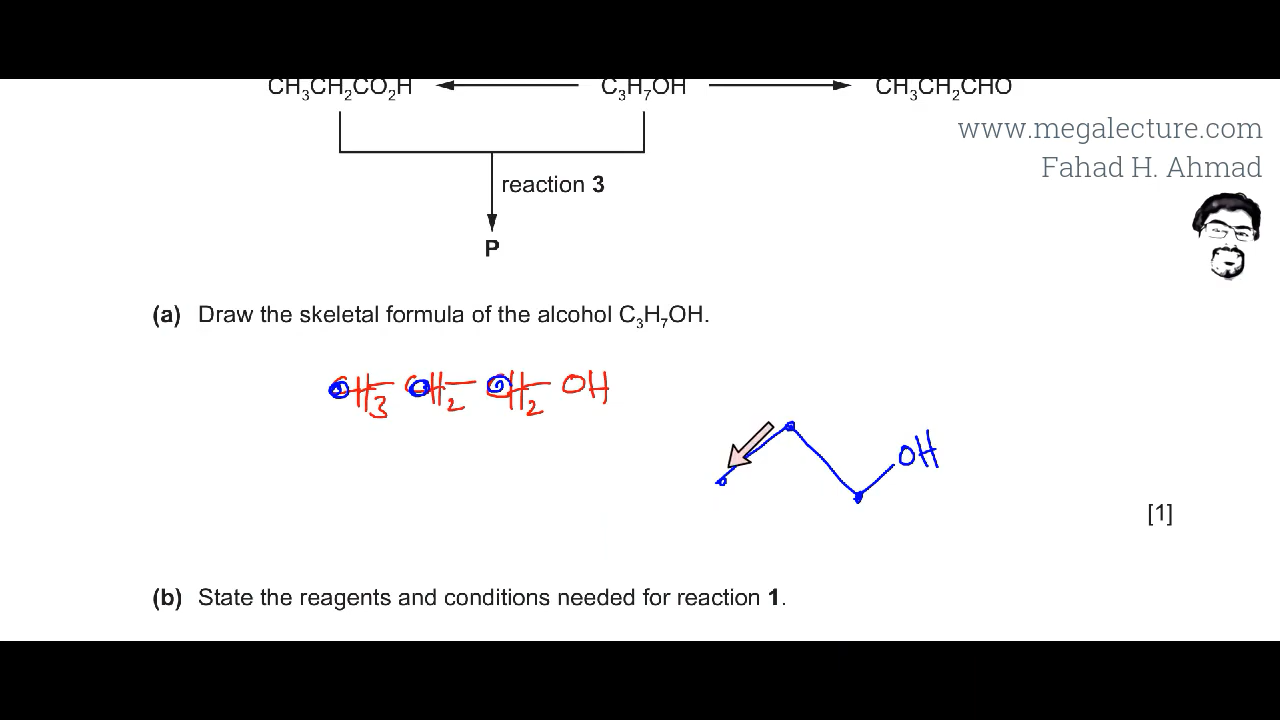 CH₃CH₂CO₂H C₃H₇OH CH₃CH₂CHO
www.megalecture.com
Fahad H. Ahmad
reaction 3
P
(a) Draw the skeletal formula of the alcohol C₃H₇OH.
CH₃ – CH₂ – CH₂ – OH
OH
[1]
(b) State the reagents and conditions needed for reaction 1.